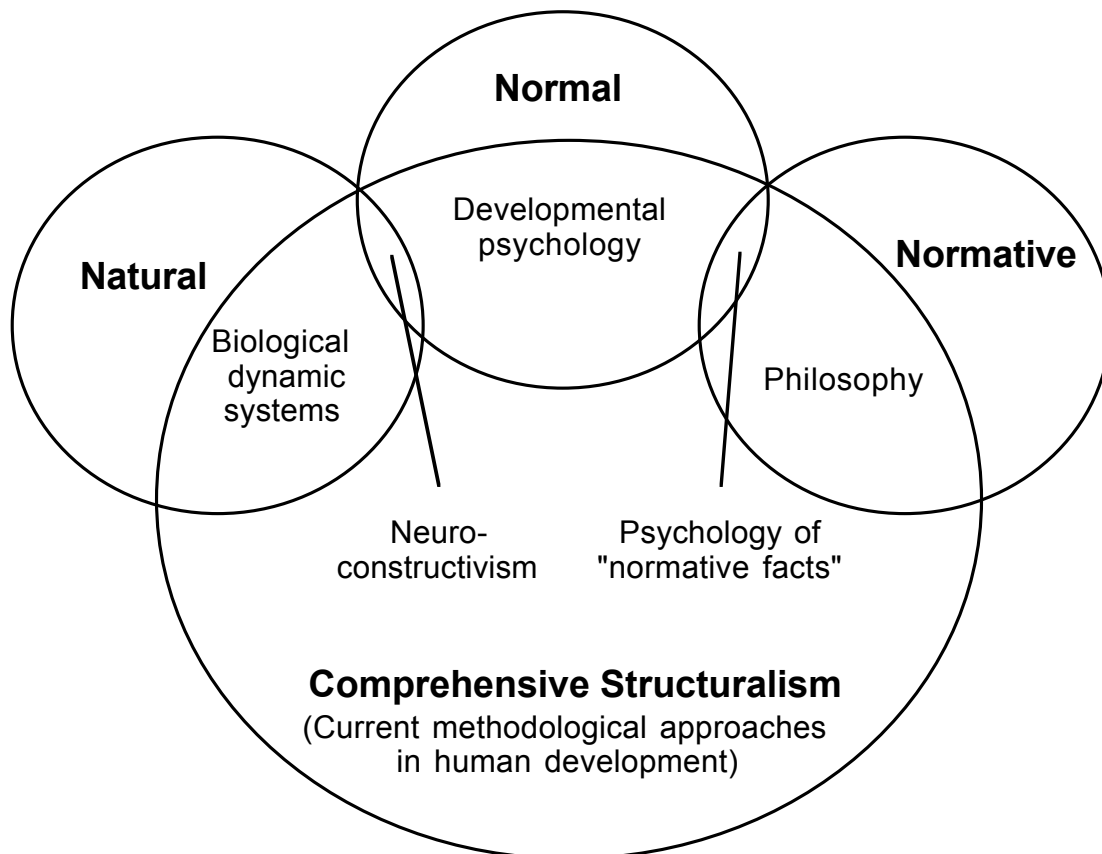 Normal
Developmental
psychology
Natural
Normative
Biological
dynamic
systems
Philosophy
Neuro-
constructivism
Psychology of
"normative facts"
Comprehensive Structuralism
(Current methodological approaches
in human development)